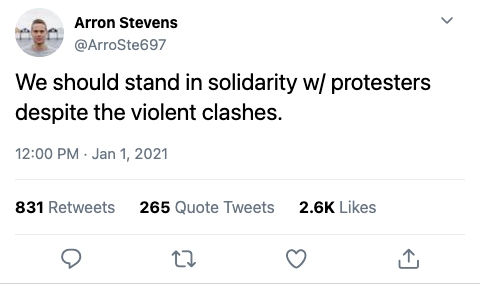 Arron Stevens
@ArroSte697
We should stand in solidarity w/ protesters
despite the violent clashes.
12:00 PM · Jan 1, 2021
831 Retweets 265 Quote Tweets 2.6K Likes